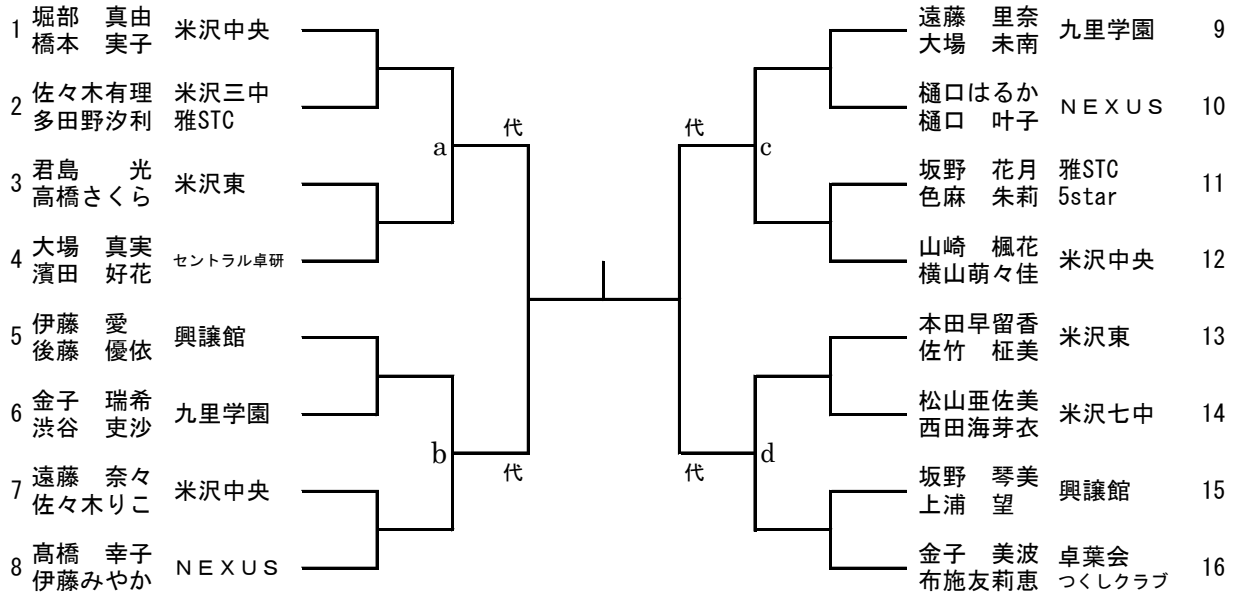 1 堀部　真由 米沢中央
橋本　実子
2 佐々木有理 米沢三中
多田野汐利 雅STC
3 君島　　光 米沢東
高橋さくら
4 大場　真実 セントラル卓研
濱田　好花
5 伊藤　愛 興譲館
後藤　優依
6 金子　瑞希 九里学園
渋谷　吏沙
7 遠藤　奈々 米沢中央
佐々木りこ
8 髙橋　幸子 ＮＥＸＵＳ
伊藤みやか
a
代
b
代
代
c
代
d
遠藤　里奈 九里学園 9
大場　未南
樋口はるか ＮＥＸＵＳ 10
樋口　叶子
坂野　花月 雅STC 11
色麻　朱莉 5star
山崎　楓花 米沢中央 12
横山萌々佳
本田早留香 米沢東 13
佐竹　柾美
松山亜佐美 米沢七中 14
西田海芽衣
坂野　琴美 興譲館 15
上浦　望
金子　美波 卓葉会 16
布施友莉恵 つくしクラブ